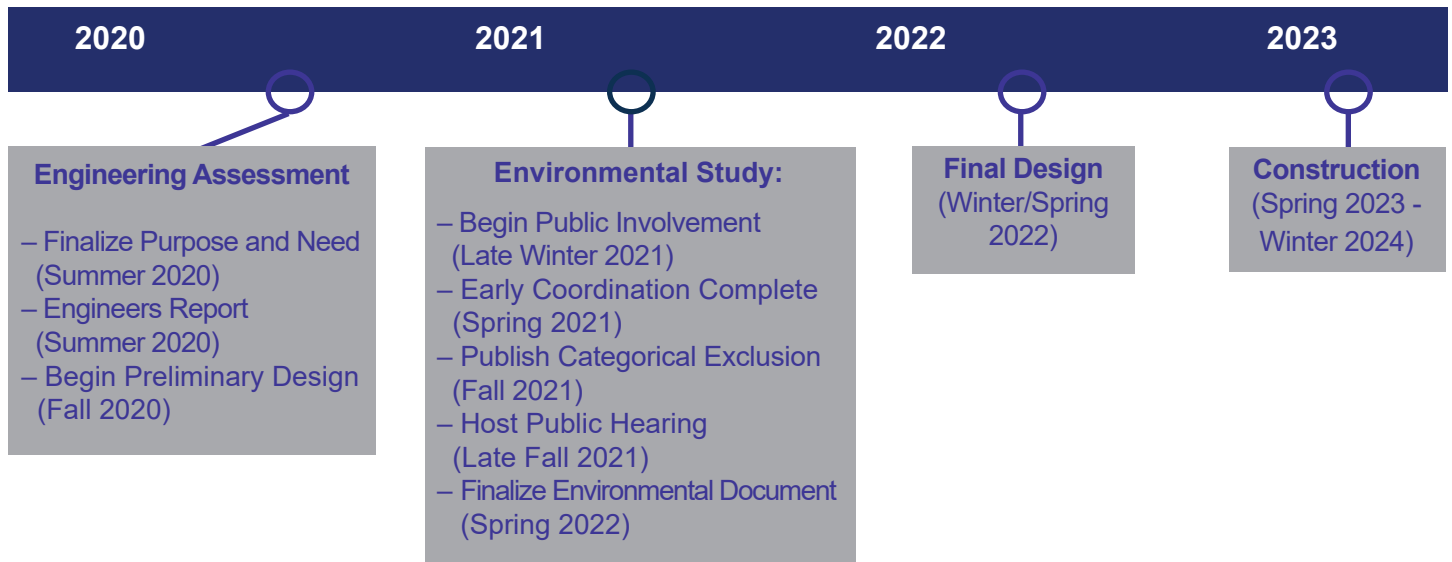 2020
2021
2022
2023
Engineering Assessment
– Finalize Purpose and Need
(Summer 2020)
– Engineers Report
(Summer 2020)
– Begin Preliminary Design
(Fall 2020)
Environmental Study:
– Begin Public Involvement
(Late Winter 2021)
– Early Coordination Complete
(Spring 2021)
– Publish Categorical Exclusion
(Fall 2021)
– Host Public Hearing
(Late Fall 2021)
– Finalize Environmental Document
(Spring 2022)
Final Design
(Winter/Spring
2022)
Construction
(Spring 2023 -
Winter 2024)